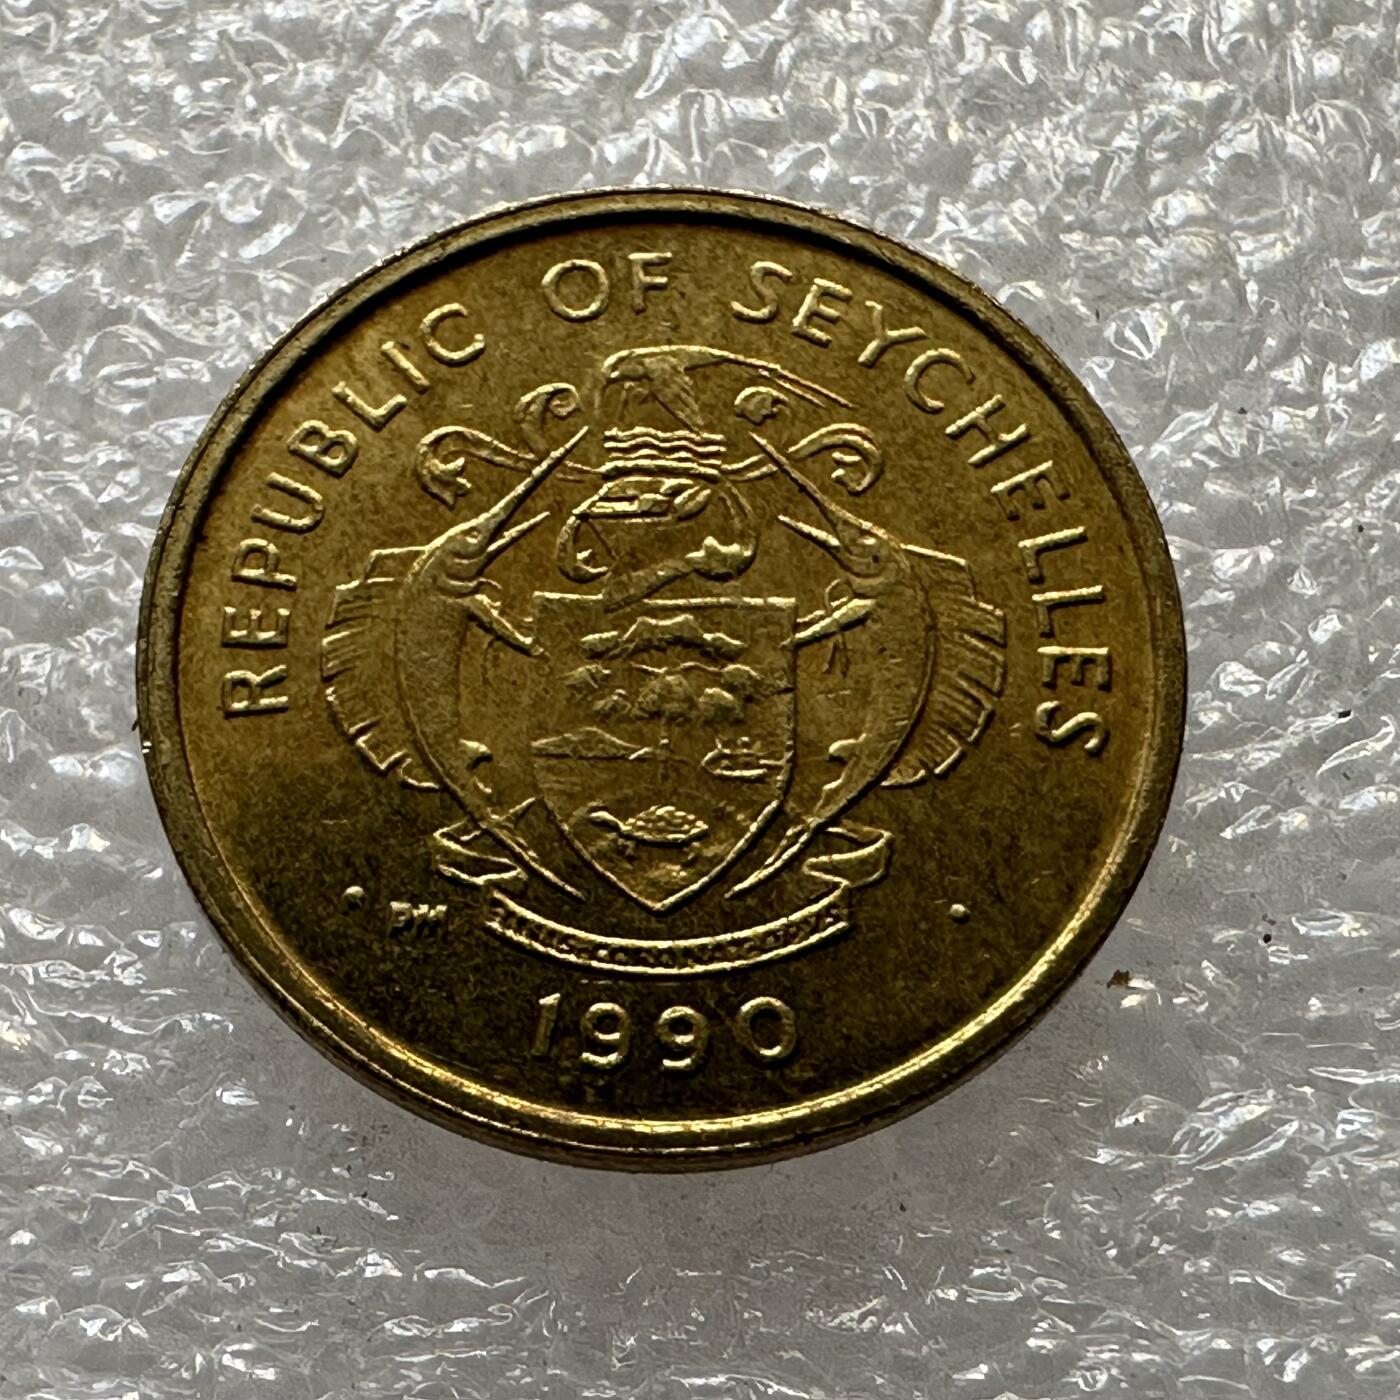 REPUBLIC OF SEYCHELLES
PM
1990